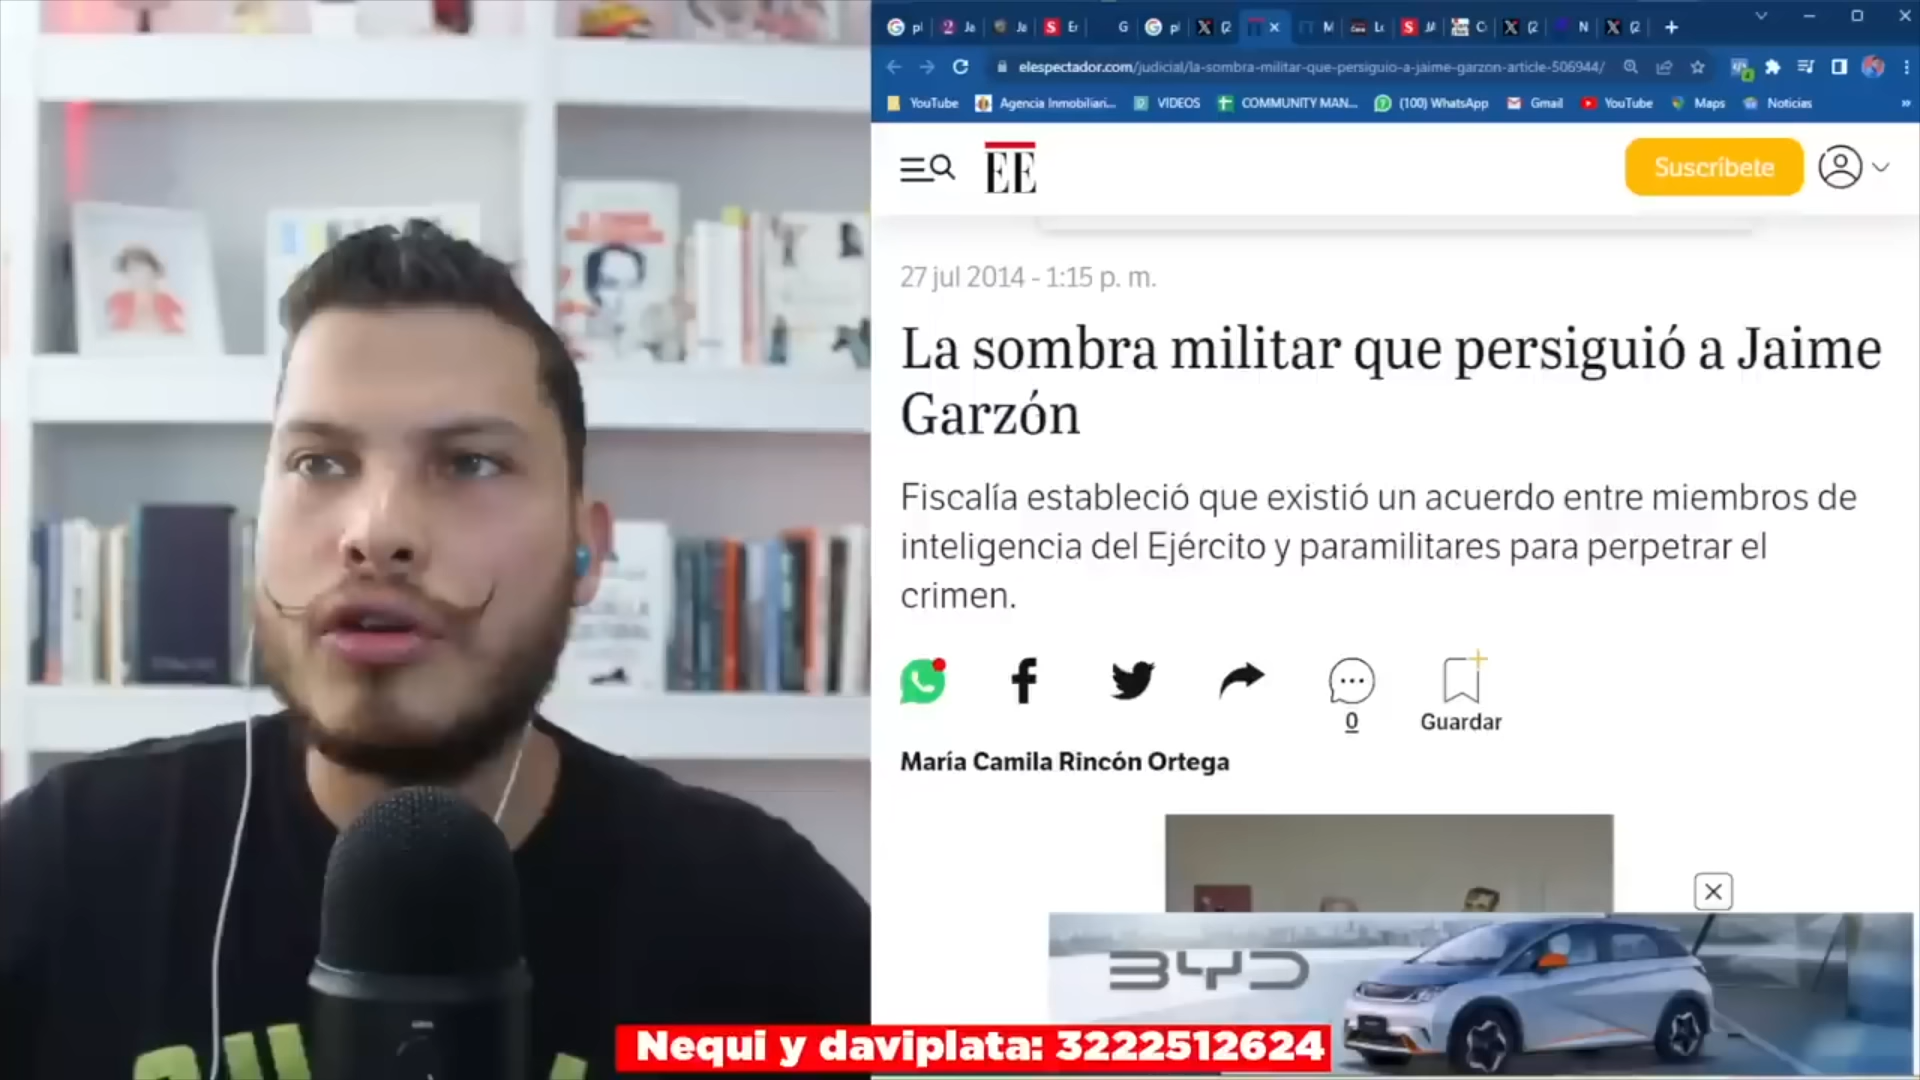 elespectador.com/judicial/la-sombra-militar-que-persiguio-a-jaime-garzon-article-506944/
YouTube
Agencia Inmobiliari...
VIDEOS
COMMUNITY MAN...
(100) WhatsApp
Gmail
YouTube
Maps
Noticias
»
EE
Suscríbete
27 jul 2014 - 1:15 p. m.
La sombra militar que persiguió a Jaime
Garzón
Fiscalía estableció que existió un acuerdo entre miembros de
inteligencia del Ejército y paramilitares para perpetrar el
crimen.
0
Guardar
María Camila Rincón Ortega
BYD
Nequi y daviplata: 3222512624